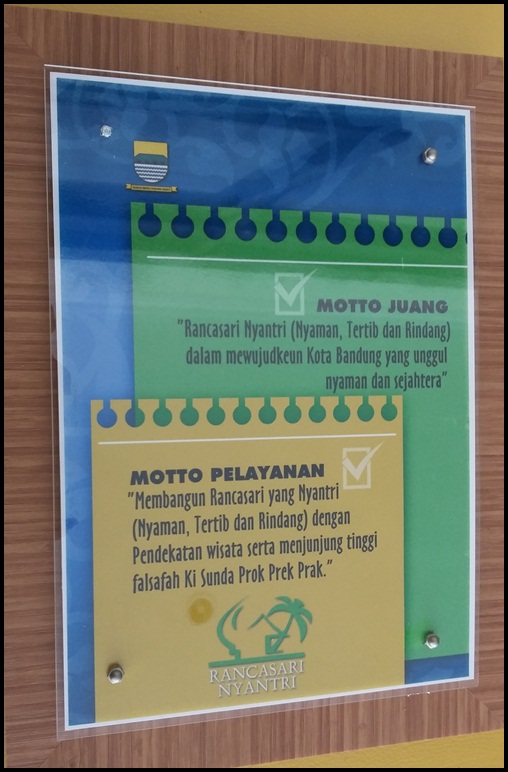 MOTTO JUANG
"Rancasari Nyantri (Nyaman, Tertib dan Rindang)
dalam mewujudkeun Kota Bandung yang unggul
nyaman dan sejahtera"
MOTTO PELAYANAN
"Membangun Rancasari yang Nyantri
(Nyaman, Tertib dan Rindang) dengan
Pendekatan wisata serta menjunjung tinggi
falsafah Ki Sunda Prok Prek Prak."
RANCASARI
NYANTRI